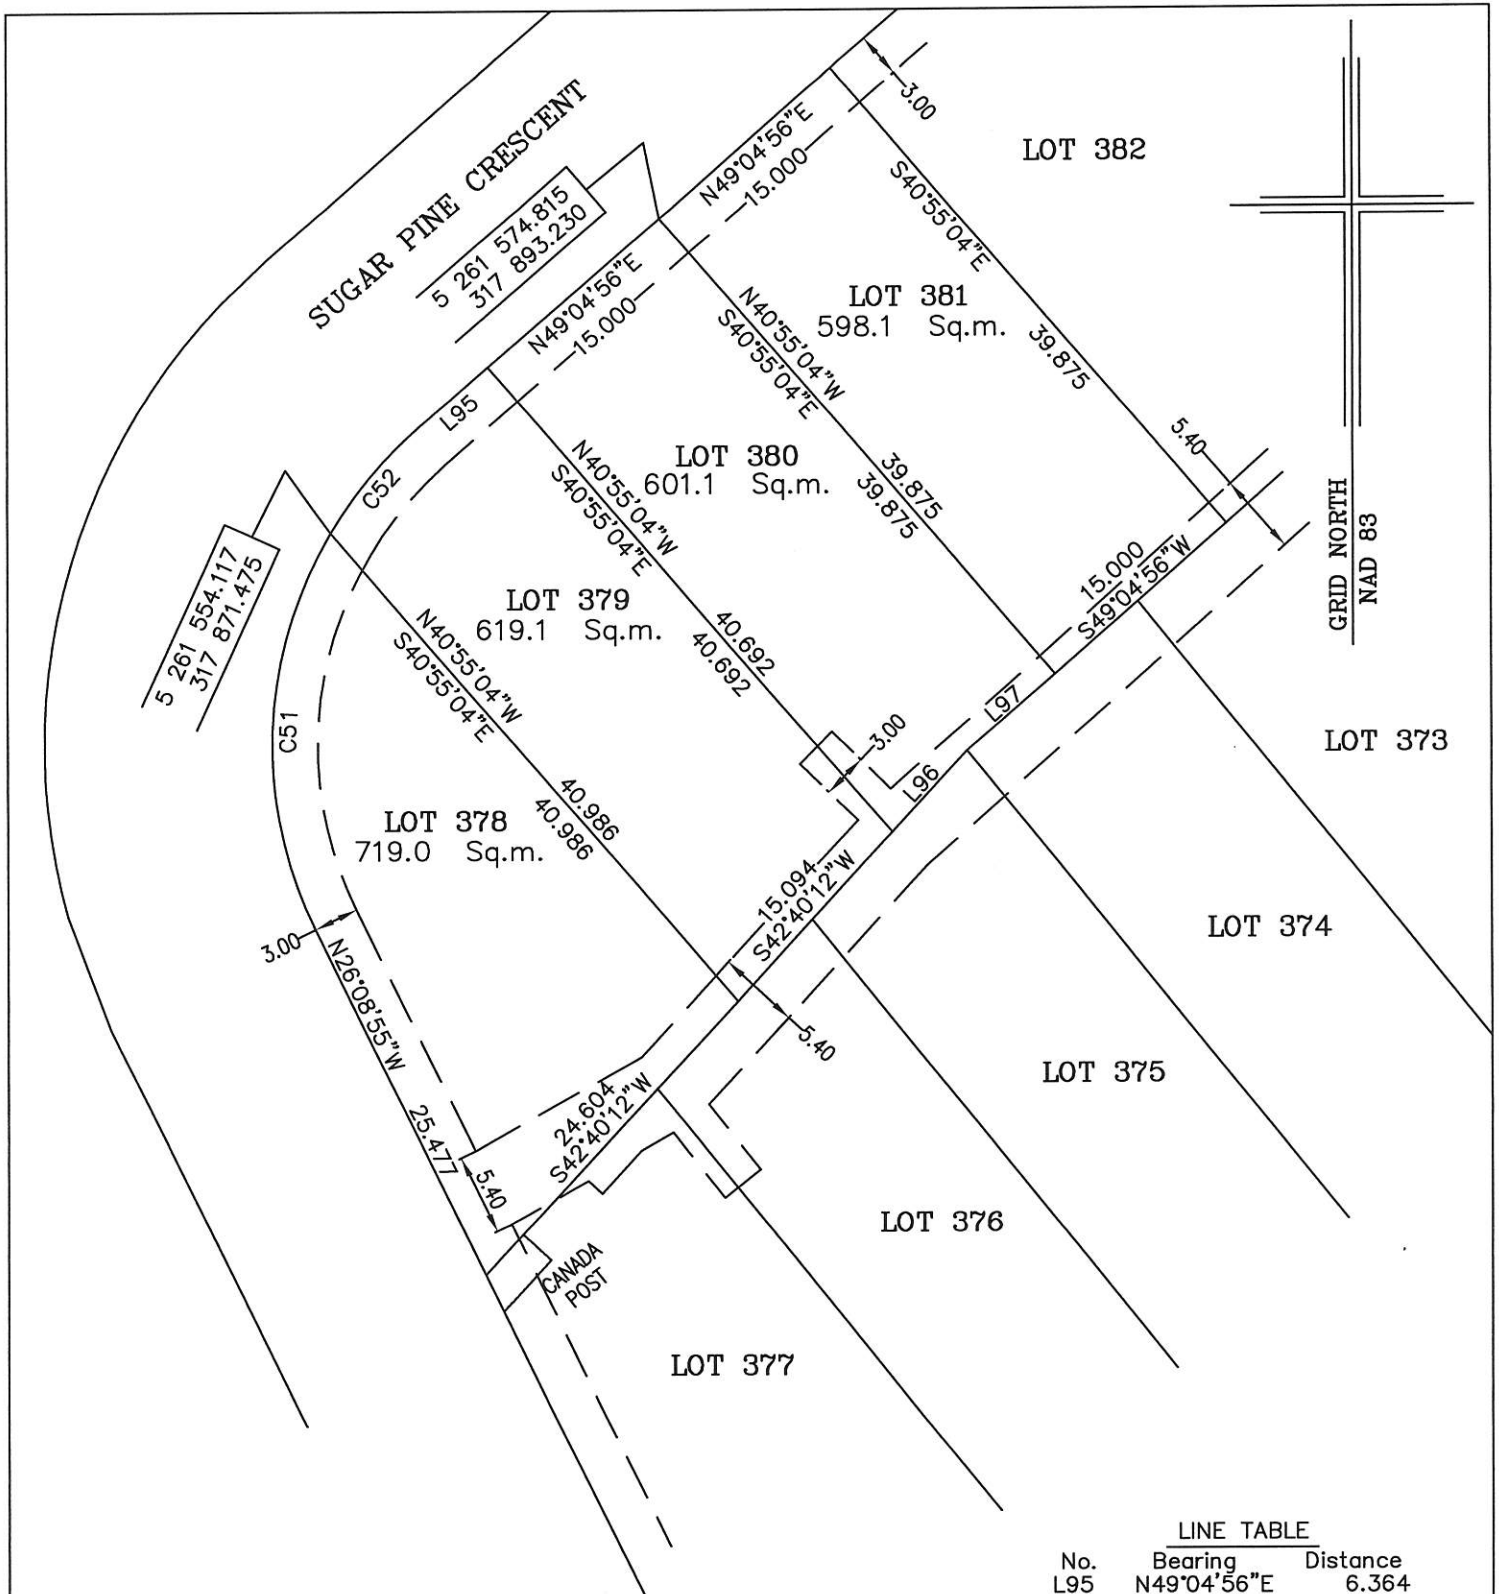 SUGAR PINE CRESCENT
5 261 574.815
317 893.230
N49°04'56"E
15.000
3.00
LOT 382
S40°55'04"E
39.875
LOT 381
598.1 Sq.m.
N49°04'56"E
15.000
N40°55'04"W
S40°55'04"E
39.875
39.875
5.40
GRID NORTH
NAD 83
L95
C52
LOT 380
601.1 Sq.m.
N40°55'04"W
S40°55'04"E
40.692
40.692
15.000
S49°04'56"W
5 261 554.117
317 871.475
LOT 379
619.1 Sq.m.
N40°55'04"W
S40°55'04"E
40.986
40.986
L97
3.00
L96
LOT 373
C51
LOT 378
719.0 Sq.m.
15.094
S42°40'12"W
LOT 374
3.00
N26°08'55"W
25.477
5.40
LOT 375
24.604
S42°40'12"W
5.40
LOT 376
CANADA
POST
LOT 377
LINE TABLE
No. Bearing Distance
L95 N49°04'56"E 6.364